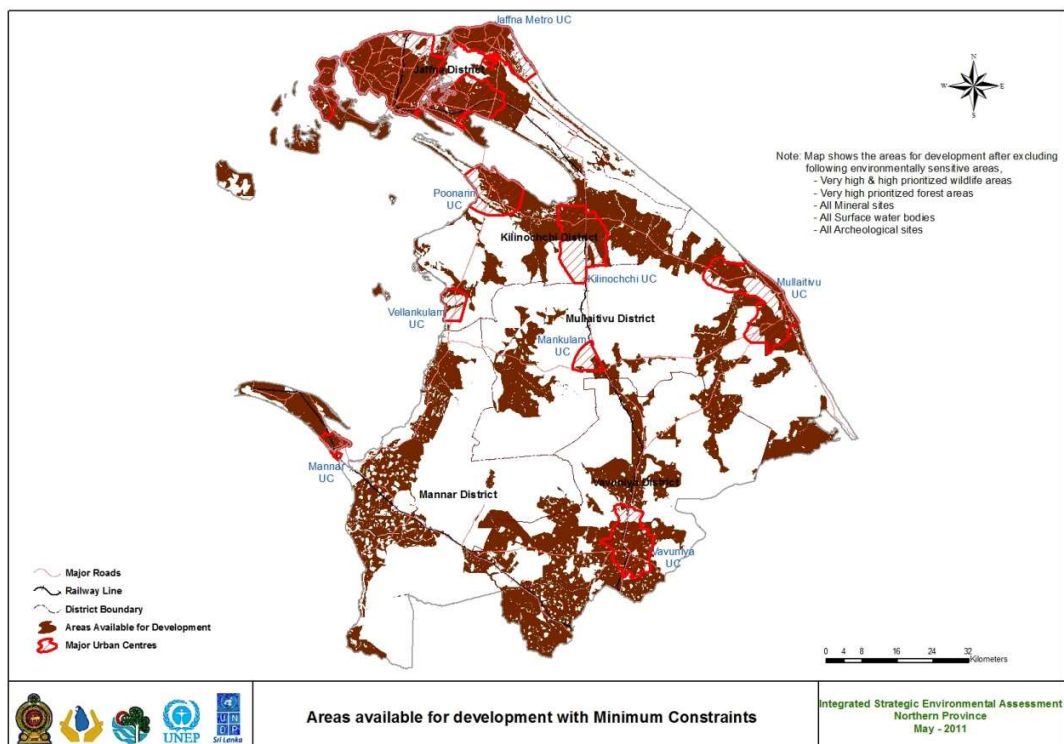 Jaffna Metro UC
Jaffna District
N
W
E
S
Note: Map shows the areas for development after excluding
following environmentally sensitive areas,
- Very high & high prioritized wildlife areas
- Very high prioritized forest areas
- All Mineral sites
- All Surface water bodies
- All Archeological sites
Poonarin
UC
Kilinochchi District
Kilinochchi UC
Mullaitivu
UC
Vellankulam
UC
Mullaitivu District
Mankulam
UC
Mannar
UC
Mannar District
Vavuniya District
Vavuniya
UC
Major Roads
Railway Line
District Boundary
Areas Available for Development
Major Urban Centres
0 4 8 16 24 32
Kilometers
UNEP
U N
D P
Sri Lanka
Areas available for development with Minimum Constraints
Integrated Strategic Environmental Assessment
Northern Province
May - 2011